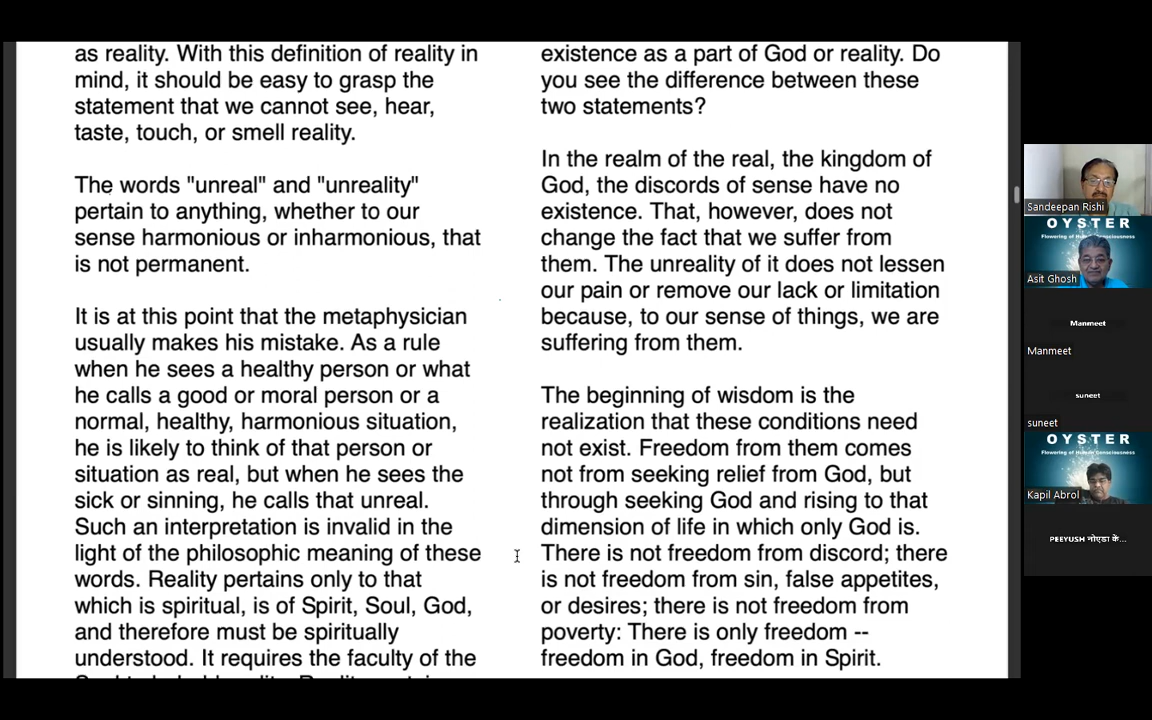 as reality. With this definition of reality in
mind, it should be easy to grasp the
statement that we cannot see, hear,
taste, touch, or smell reality.
The words "unreal" and "unreality"
pertain to anything, whether to our
sense harmonious or inharmonious, that
is not permanent.
It is at this point that the metaphysician
usually makes his mistake. As a rule
when he sees a healthy person or what
he calls a good or moral person or a
normal, healthy, harmonious situation,
he is likely to think of that person or
situation as real, but when he sees the
sick or sinning, he calls that unreal.
Such an interpretation is invalid in the
light of the philosophic meaning of these
words. Reality pertains only to that
which is spiritual, is of Spirit, Soul, God,
and therefore must be spiritually
understood. It requires the faculty of the
existence as a part of God or reality. Do
you see the difference between these
two statements?
In the realm of the real, the kingdom of
God, the discords of sense have no
existence. That, however, does not
change the fact that we suffer from
them. The unreality of it does not lessen
our pain or remove our lack or limitation
because, to our sense of things, we are
suffering from them.
The beginning of wisdom is the
realization that these conditions need
not exist. Freedom from them comes
not from seeking relief from God, but
through seeking God and rising to that
dimension of life in which only God is.
There is not freedom from discord; there
is not freedom from sin, false appetites,
or desires; there is not freedom from
poverty: There is only freedom --
freedom in God, freedom in Spirit.
Sandeepan Rishi
OYSTER
Asit Ghosh
Manmeet
Manmeet
suneet
suneet
OYSTER
Kapil Abrol
PEEYUSH नोएडा के...